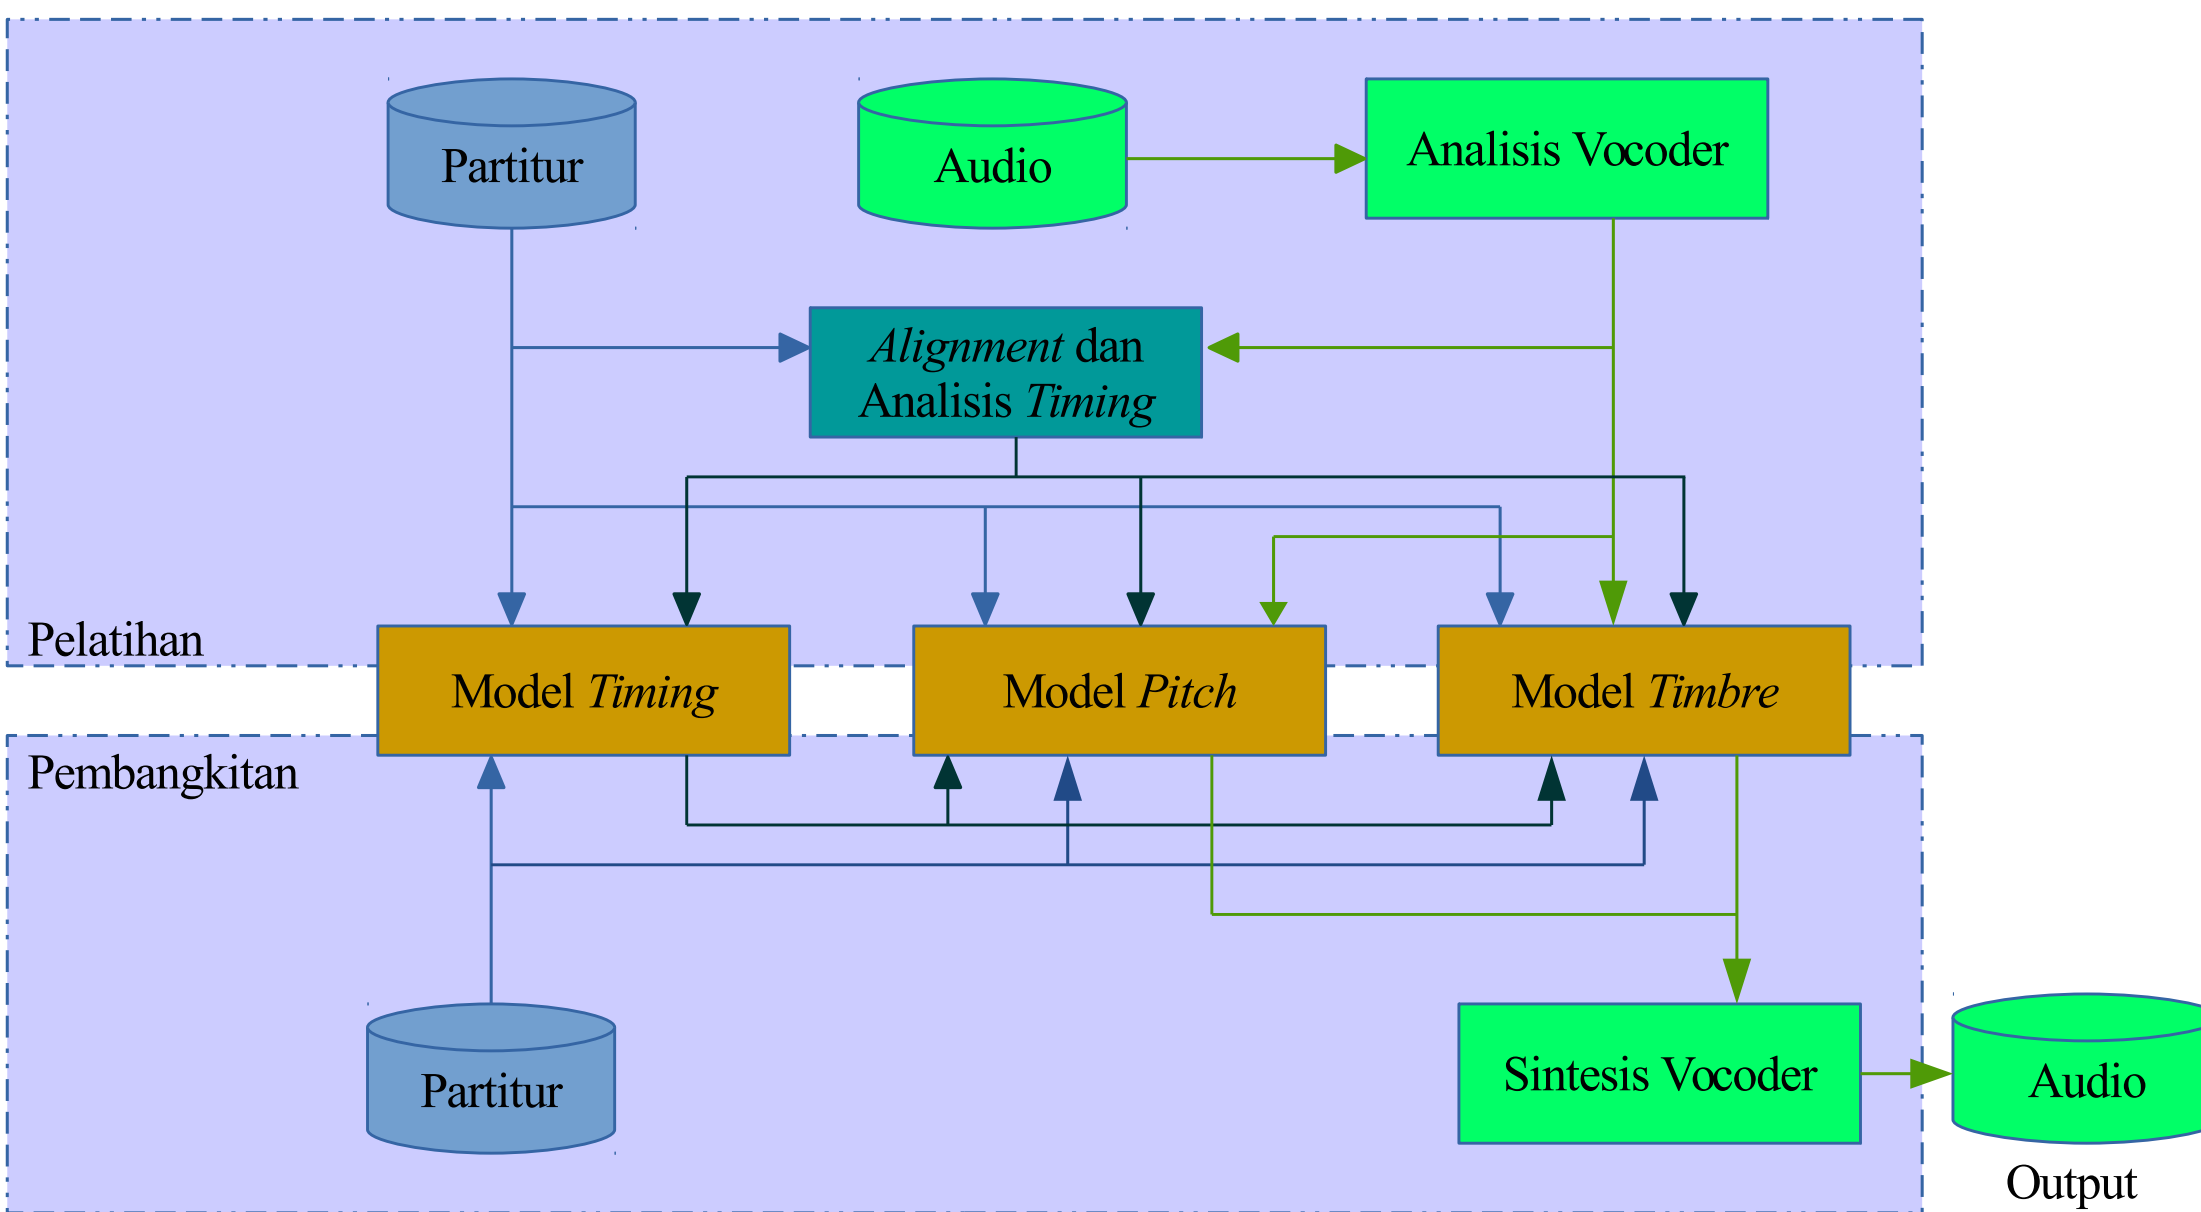 Partitur
Audio
Analisis Vocoder
Alignment dan
Analisis Timing
Pelatihan
Model Timing
Model Pitch
Model Timbre
Pembangkitan
Partitur
Sintesis Vocoder
Audio
Output